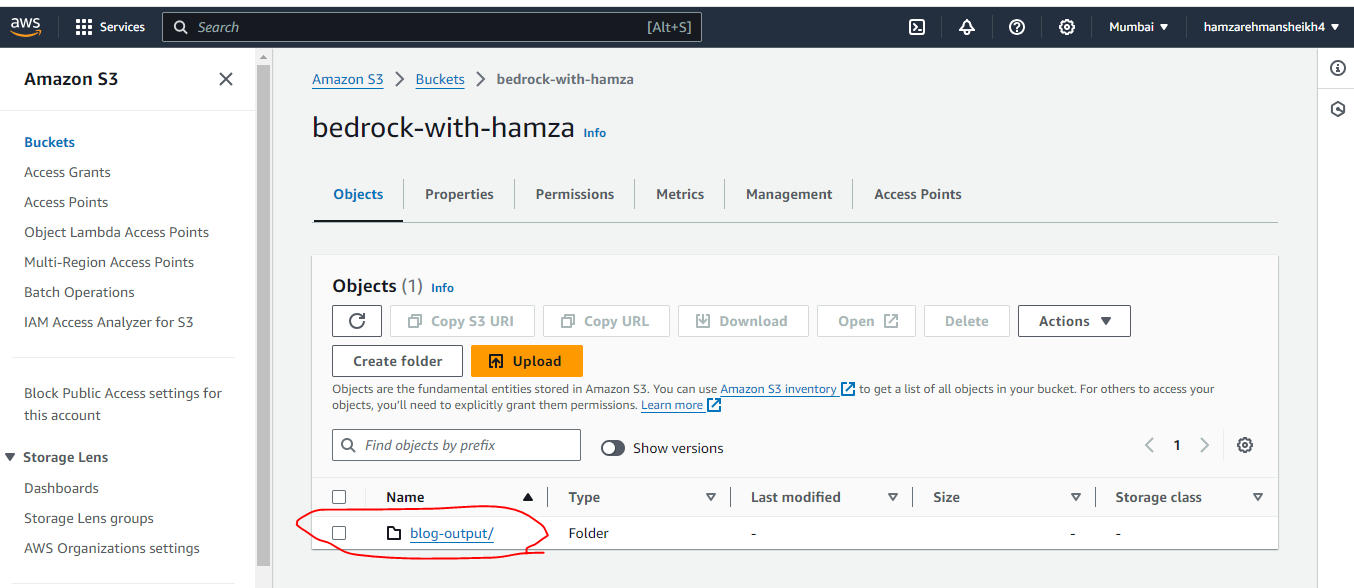 aws Services Search [Alt+S] Mumbai hamzarehmansheikh4
Amazon S3
Buckets
Access Grants
Access Points
Object Lambda Access Points
Multi-Region Access Points
Batch Operations
IAM Access Analyzer for S3
Block Public Access settings for
this account
Storage Lens
Dashboards
Storage Lens groups
AWS Organizations settings
Amazon S3 > Buckets > bedrock-with-hamza
bedrock-with-hamza Info
Objects Properties Permissions Metrics Management Access Points
Objects (1) Info
Copy S3 URI Copy URL Download Open Delete Actions
Create folder Upload
Objects are the fundamental entities stored in Amazon S3. You can use Amazon S3 inventory to get a list of all objects in your bucket. For others to access your
objects, you'll need to explicitly grant them permissions. Learn more
Find objects by prefix Show versions 1
Name Type Last modified Size Storage class
blog-output/ Folder - - -